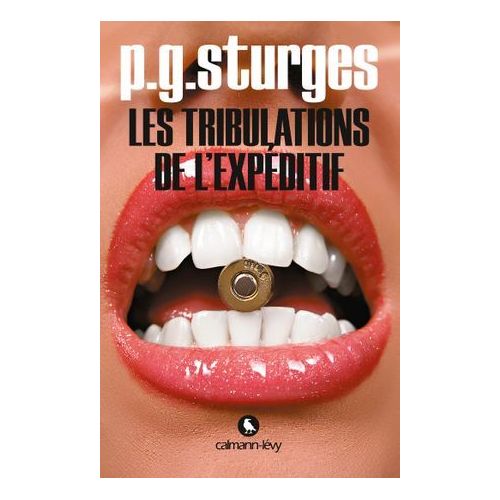 p.g.sturges
LES TRIBULATIONS
DE L'EXPÉDITIF
calmann-lévy